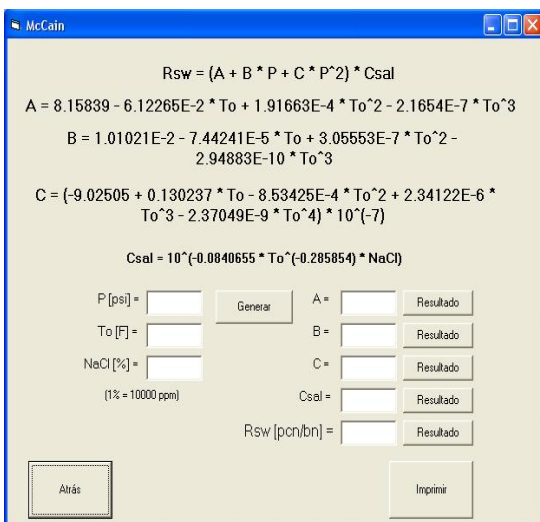 McCain
Rsw = (A + B * P + C * P^2) * Csal
A = 8.15839 - 6.12265E-2 * To + 1.91663E-4 * To^2 - 2.1654E-7 * To^3
B = 1.01021E-2 - 7.44241E-5 * To + 3.05553E-7 * To^2 -
2.94883E-10 * To^3
C = (-9.02505 + 0.130237 * To - 8.53425E-4 * To^2 + 2.34122E-6 *
To^3 - 2.37049E-9 * To^4) * 10^(-7)
Csal = 10^(-0.0840655 * To^(-0.285854) * NaCl)
P [psi] =
Generar
A =
Resultado
To [F] =
B =
Resultado
NaCl [%] =
C =
Resultado
(1% = 10000 ppm)
Csal =
Resultado
Rsw [pcn/bn] =
Resultado
Atrás
Imprimir